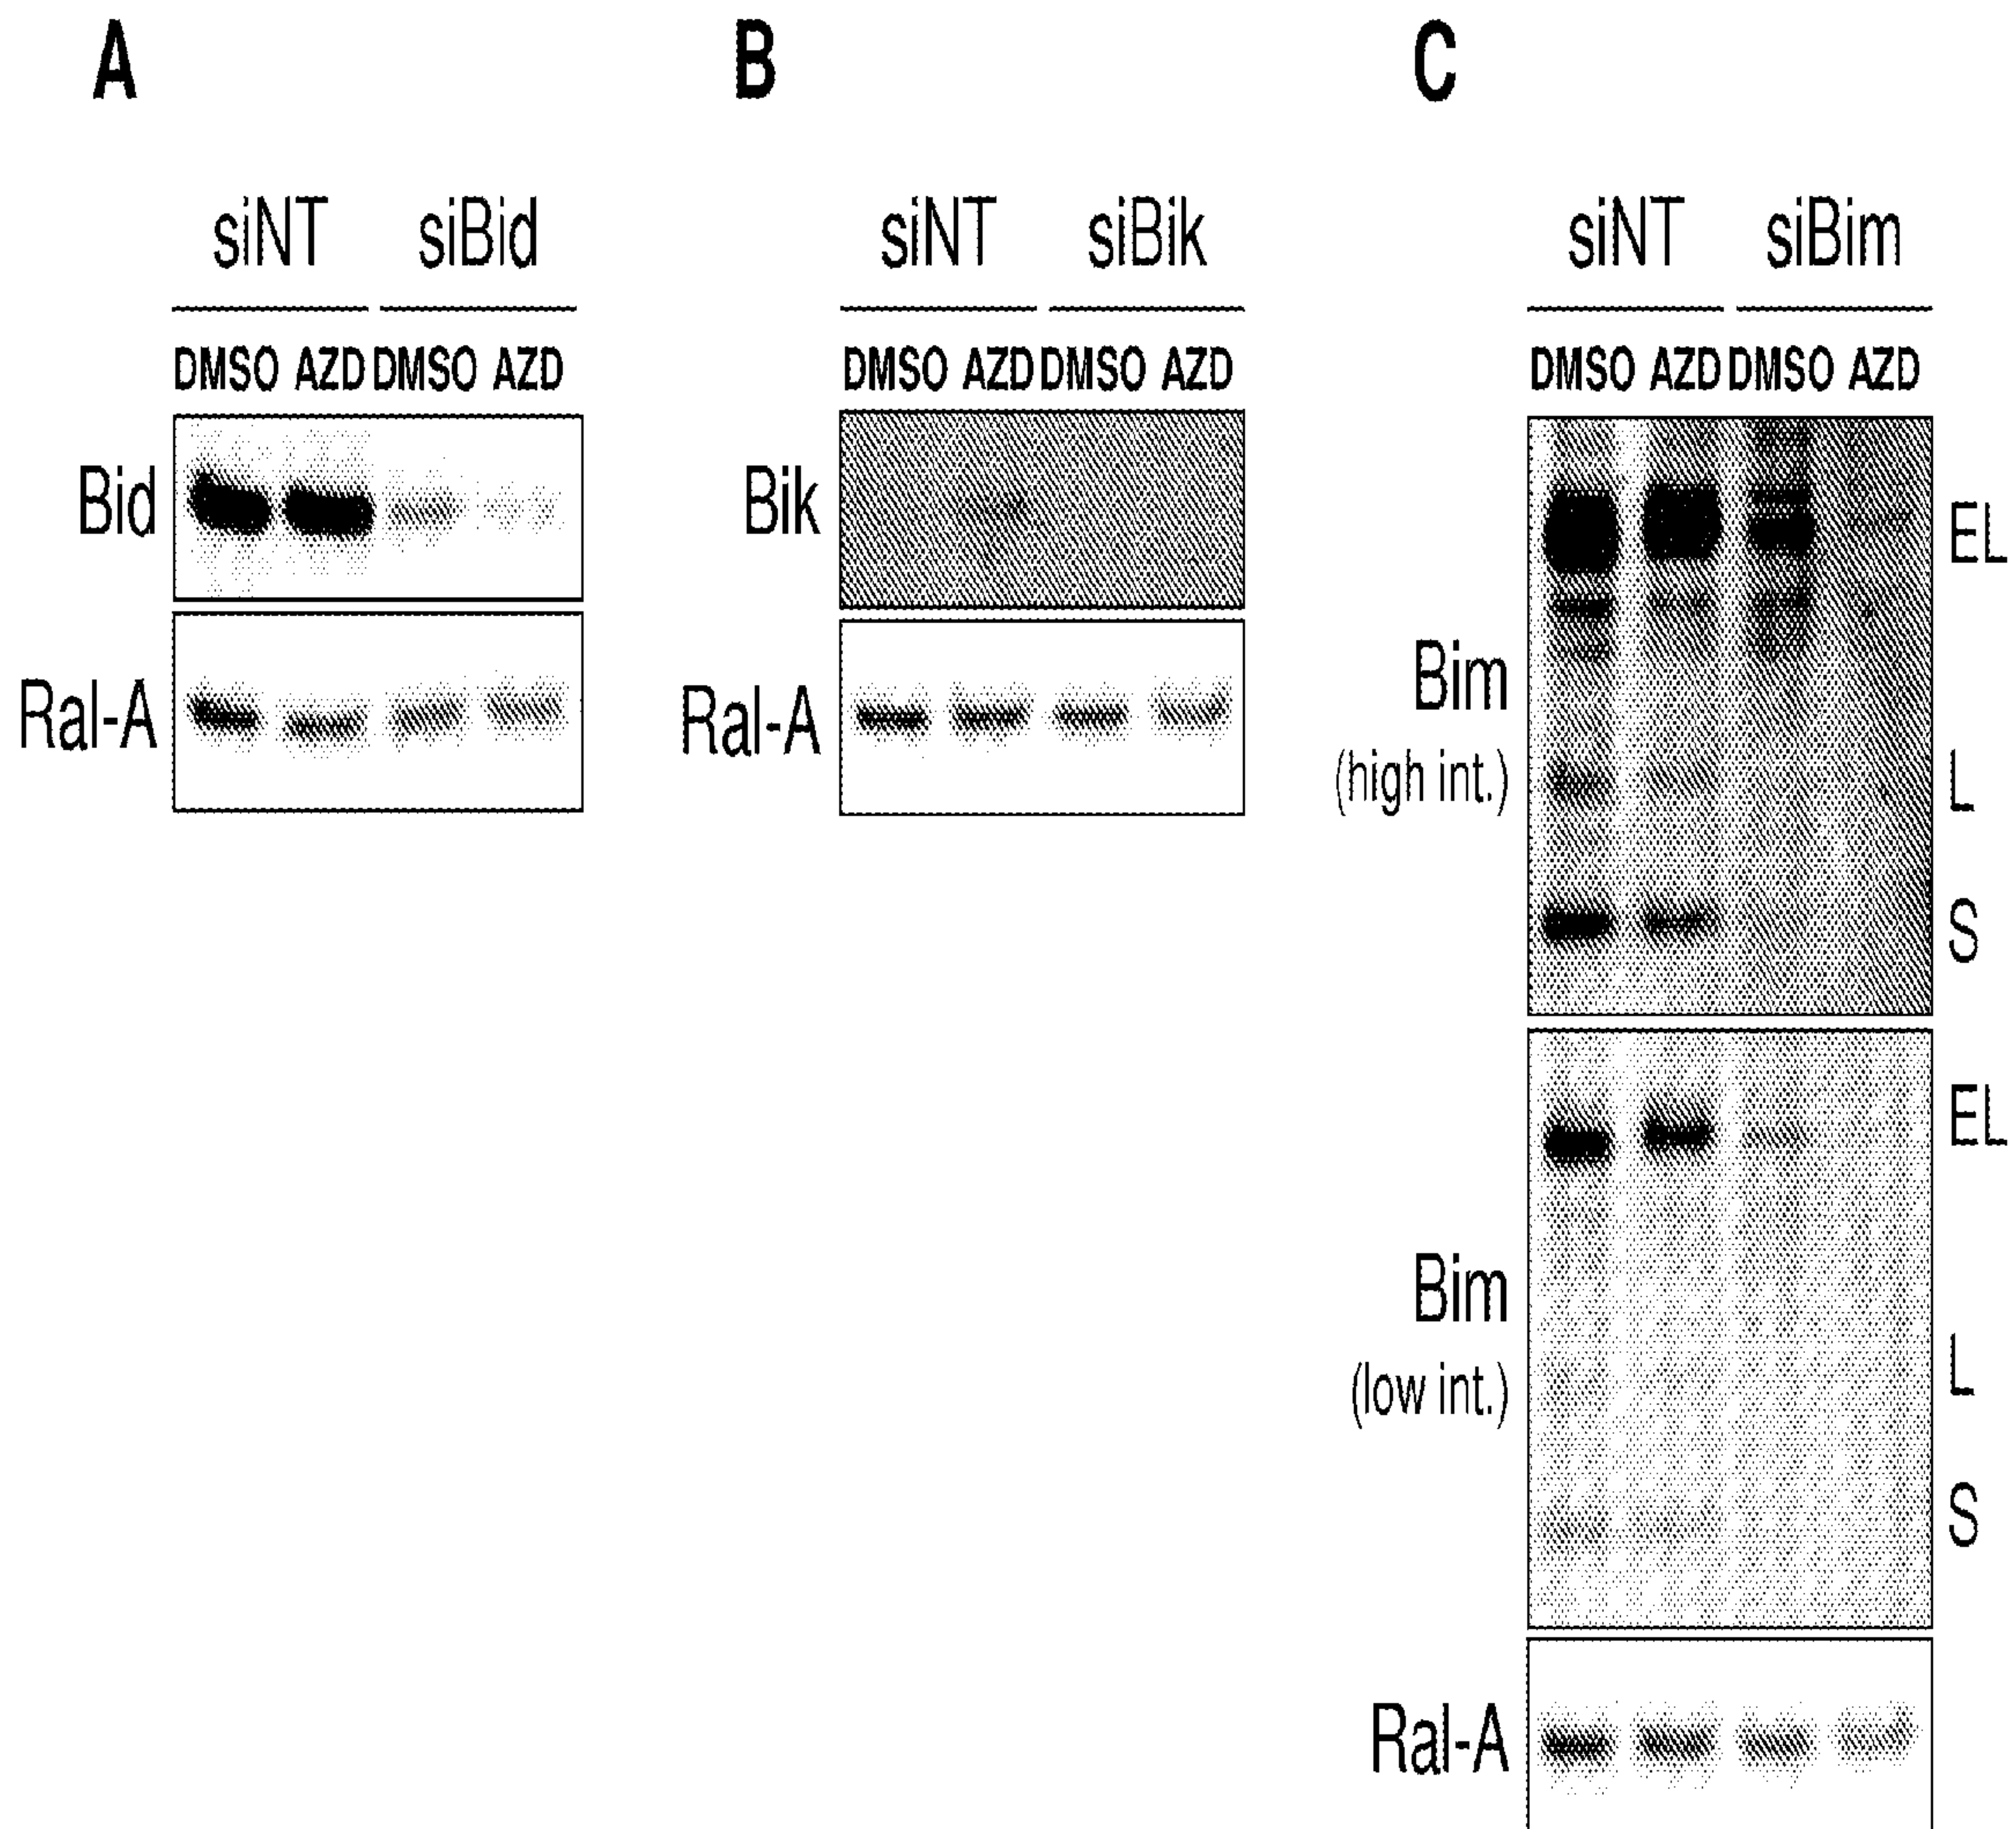 A
siNT siBid
DMSO AZD DMSO AZD
Bid
Ral-A
B
siNT siBik
DMSO AZD DMSO AZD
Bik
Ral-A
C
siNT siBim
DMSO AZD DMSO AZD
EL
Bim
(high int.)
L
S
EL
Bim
(low int.)
L
S
Ral-A